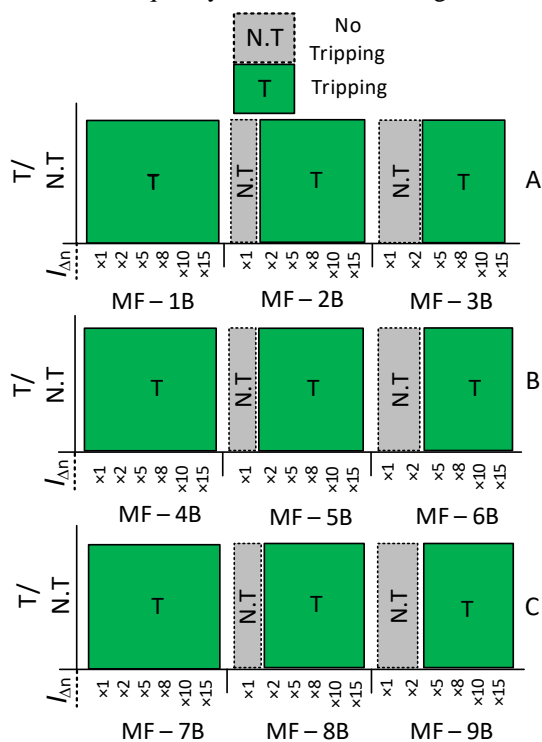 N.T No Tripping
T Tripping
T/ N.T
T N.T T N.T T A
I∆n ×1 ×2 ×5 ×8 ×10 ×15 ×1 ×2 ×5 ×8 ×10 ×15 ×1 ×2 ×5 ×8 ×10 ×15
MF – 1B MF – 2B MF – 3B
T/ N.T
T N.T T N.T T B
I∆n ×1 ×2 ×5 ×8 ×10 ×15 ×1 ×2 ×5 ×8 ×10 ×15 ×1 ×2 ×5 ×8 ×10 ×15
MF – 4B MF – 5B MF – 6B
T/ N.T
T N.T T N.T T C
I∆n ×1 ×2 ×5 ×8 ×10 ×15 ×1 ×2 ×5 ×8 ×10 ×15 ×1 ×2 ×5 ×8 ×10 ×15
MF – 7B MF – 8B MF – 9B